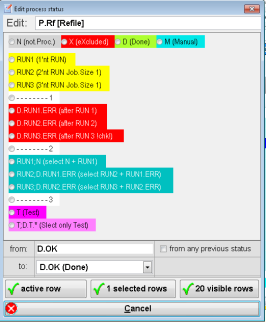 Edit process status
Edit: P.Rf [Refile]
N (not Proc.) X (eXcluded) D (Done) M (Manual)
RUN1 (1'nt RUN)
RUN2 (2'nt RUN Job.Size 1)
RUN3 (3'nt RUN Job.Size 1)
- - - - - - - - 1
D.RUN1.ERR (after RUN 1)
D.RUN2.ERR (after RUN 2)
D.RUN3.ERR (after RUN 3 !chk!)
- - - - - - - - 2
RUN1;N (select N + RUN1)
RUN2;D.RUN1.ERR (select RUN2 + RUN1.ERR)
RUN3;D.RUN2.ERR (select RUN3 + RUN2.ERR)
- - - - - - - - 3
T (Test)
T;D.T.* (Slect only Test)
from: D.OK from any previous status
to: D.OK (Done)
active row 1 selected rows 20 visible rows
Cancel